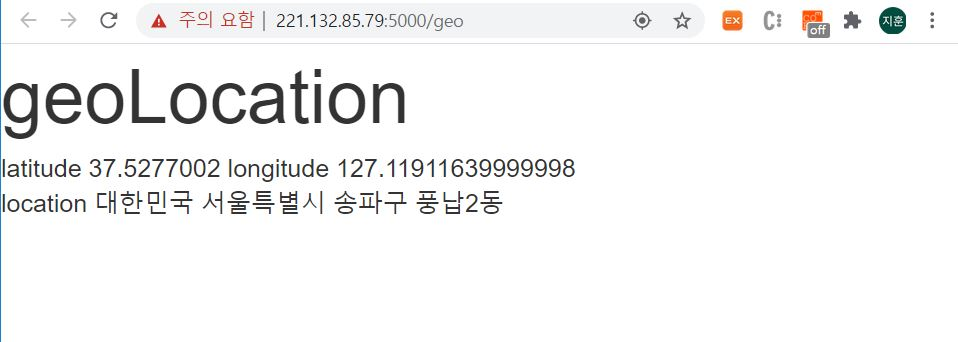 주의 요함 | 221.132.85.79:5000/geo EX off 지훈
geoLocation
latitude 37.5277002 longitude 127.11911639999998
location 대한민국 서울특별시 송파구 풍납2동